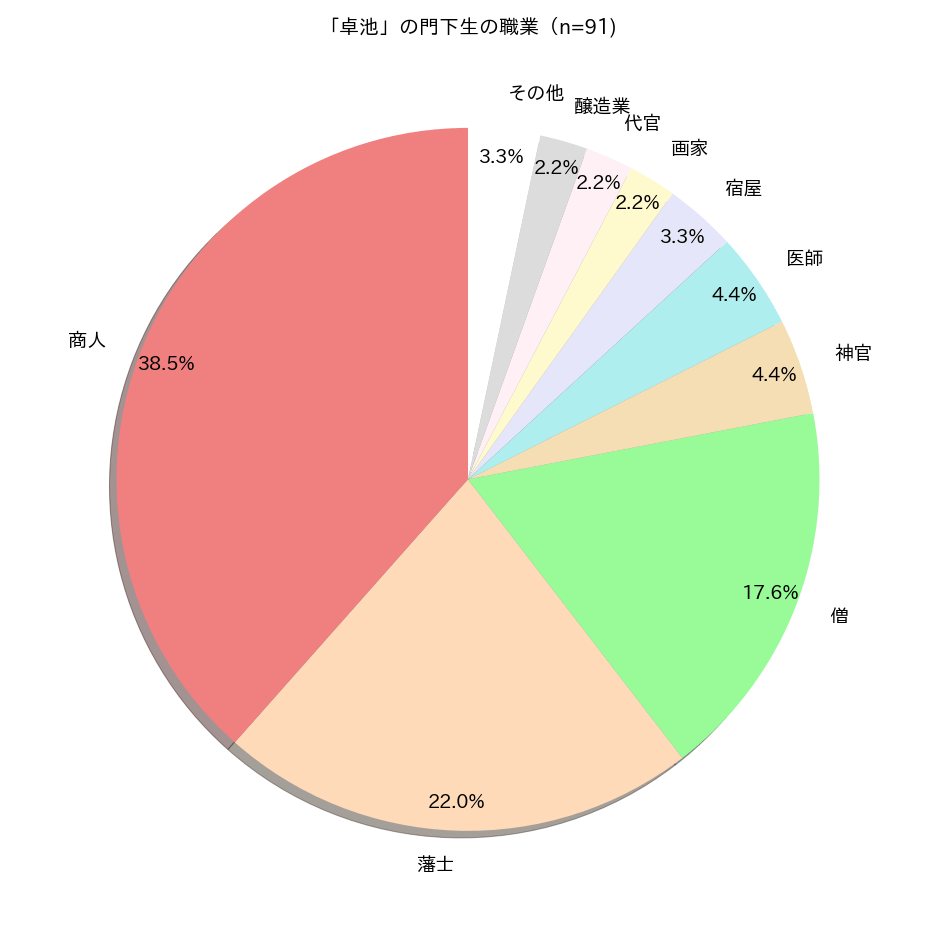 「卓池」の門下生の職業（n=91)
その他
3.3%
醸造業
2.2%
代官
2.2%
画家
2.2%
宿屋
3.3%
医師
4.4%
神官
4.4%
僧
17.6%
藩士
22.0%
商人
38.5%